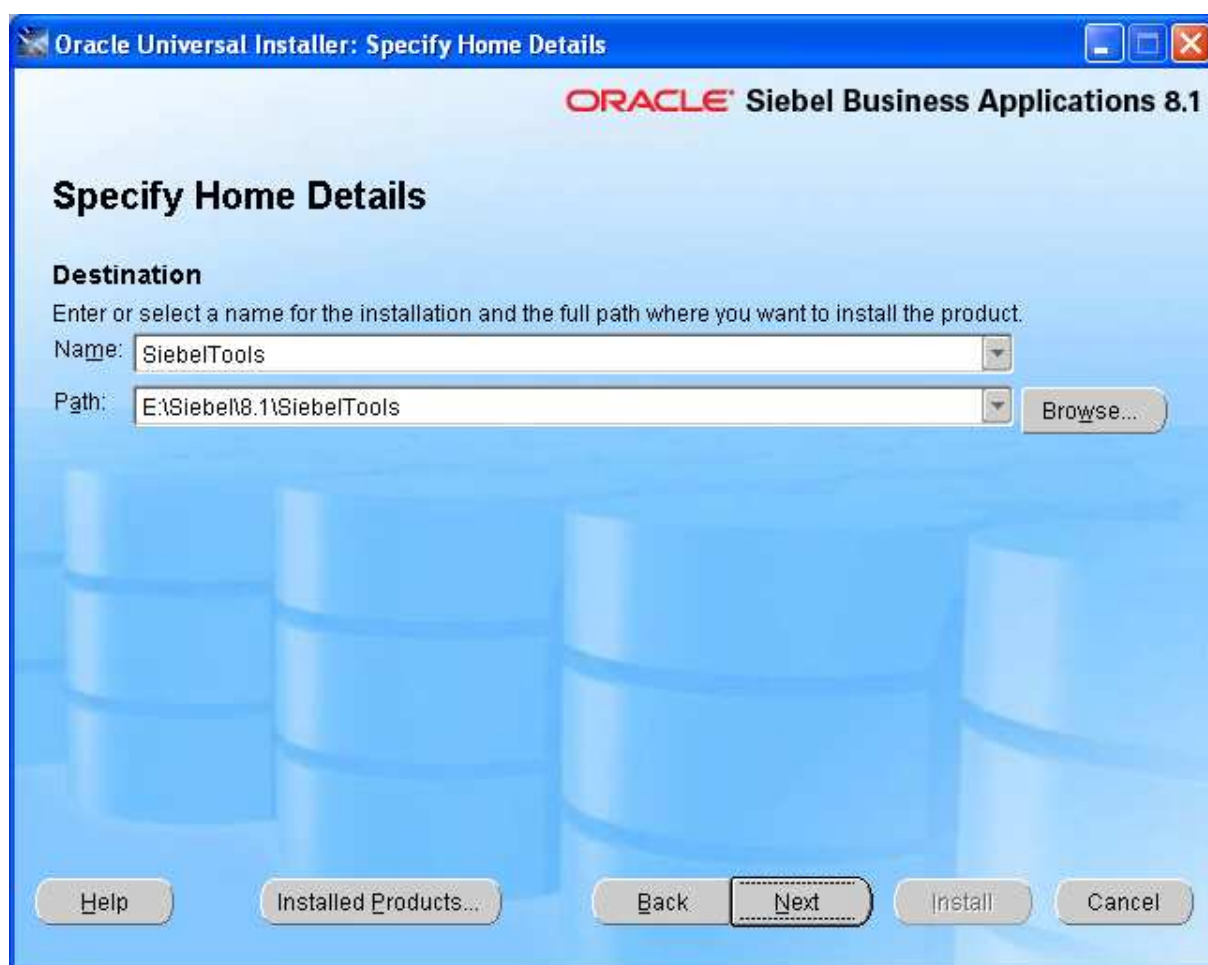 Oracle Universal Installer: Specify Home Details
ORACLE® Siebel Business Applications 8.1
Specify Home Details
Destination
Enter or select a name for the installation and the full path where you want to install the product.
Name: SiebelTools
Path: E:\Siebel\8.1\SiebelTools Browse...
Help Installed Products... Back Next Install Cancel